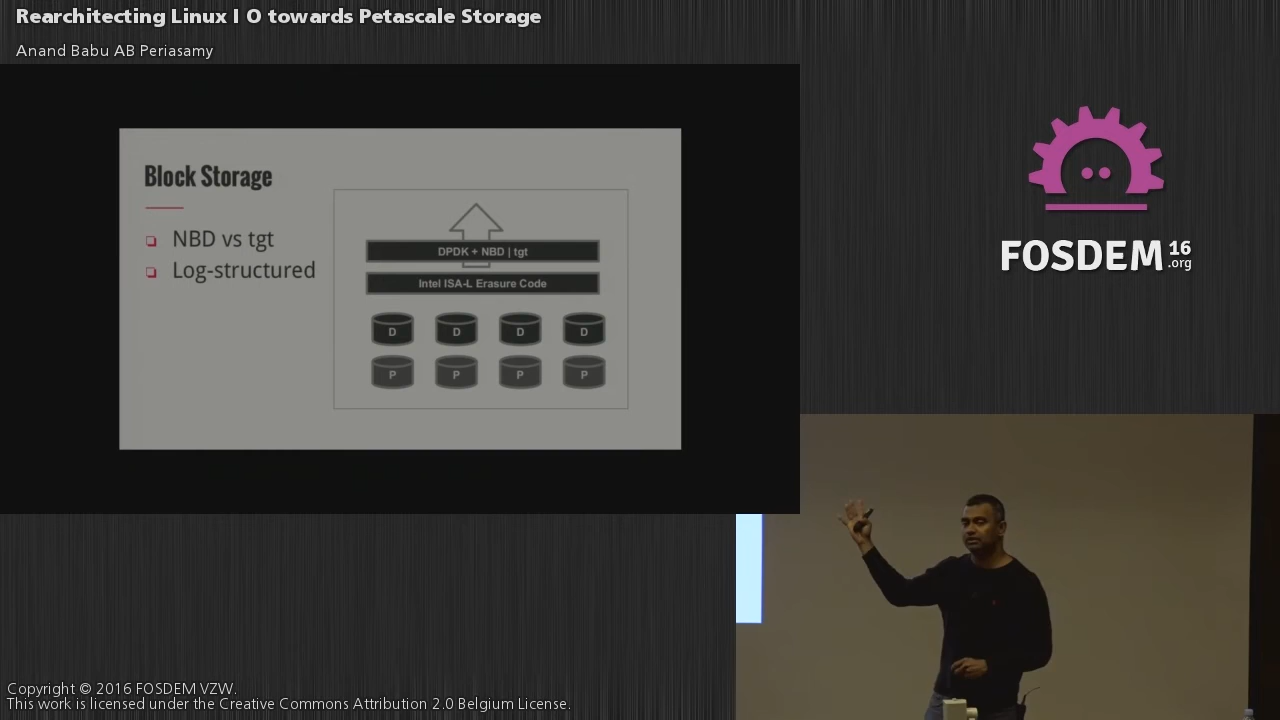 Rearchitecting Linux I O towards Petascale Storage
Anand Babu AB Periasamy
Block Storage
NBD vs tgt
Log-structured
DPDK + NBD | tgt
Intel ISA-L Erasure Code
D D D D
P P P P
FOSDEM 16
.org
Copyright © 2016 FOSDEM VZW.
This work is licensed under the Creative Commons Attribution 2.0 Belgium License.